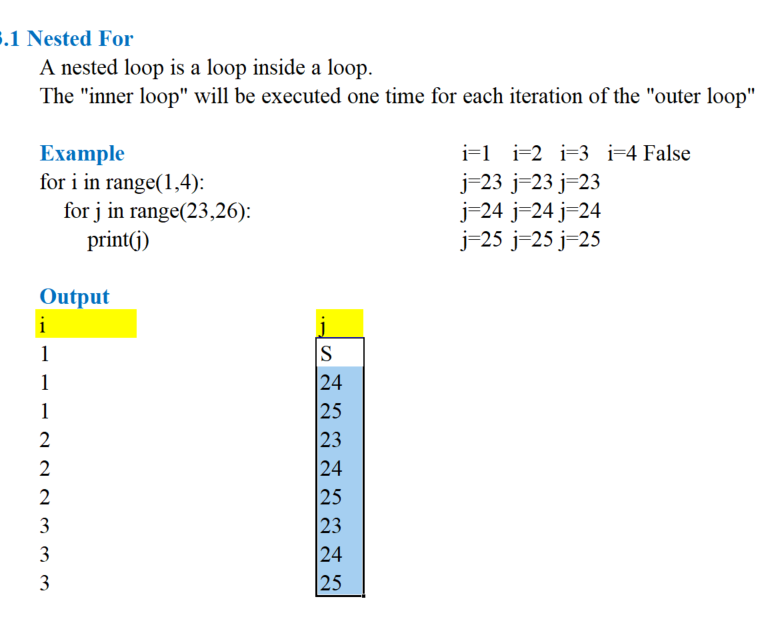 .1 Nested For
A nested loop is a loop inside a loop.
The "inner loop" will be executed one time for each iteration of the "outer loop"
Example
i=1 i=2 i=3 i=4 False
for i in range(1,4):
j=23 j=23 j=23
for j in range(23,26):
j=24 j=24 j=24
print(j)
j=25 j=25 j=25
Output
i j
1 S
1 24
1 25
2 23
2 24
2 25
3 23
3 24
3 25